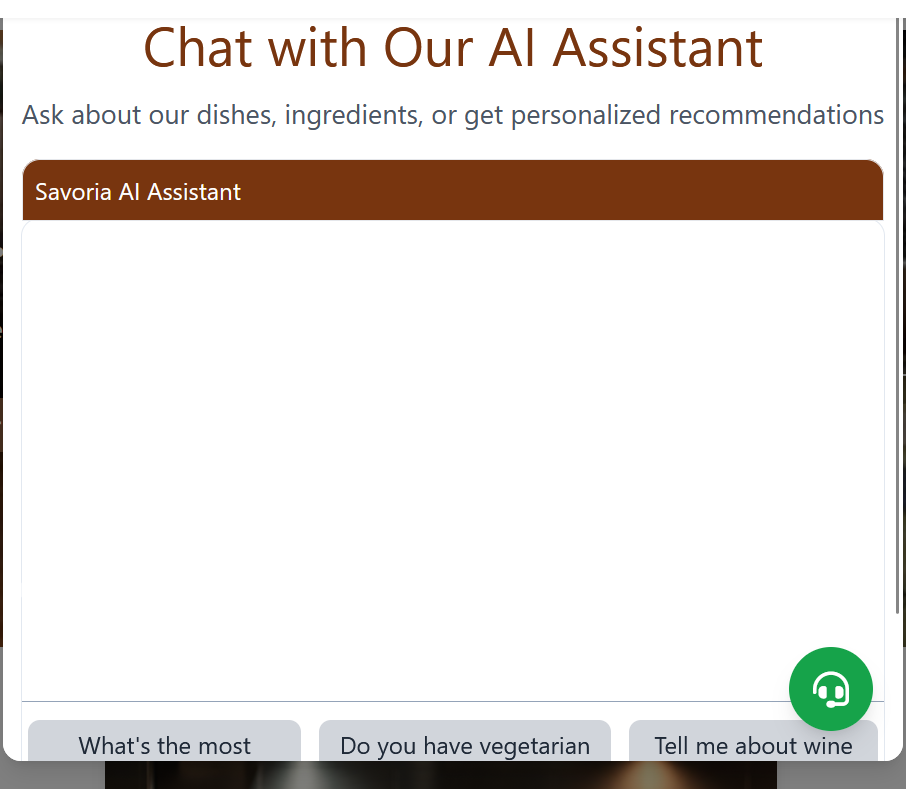 Chat with Our AI Assistant
Ask about our dishes, ingredients, or get personalized recommendations
Savoria AI Assistant
What's the most
Do you have vegetarian
Tell me about wine